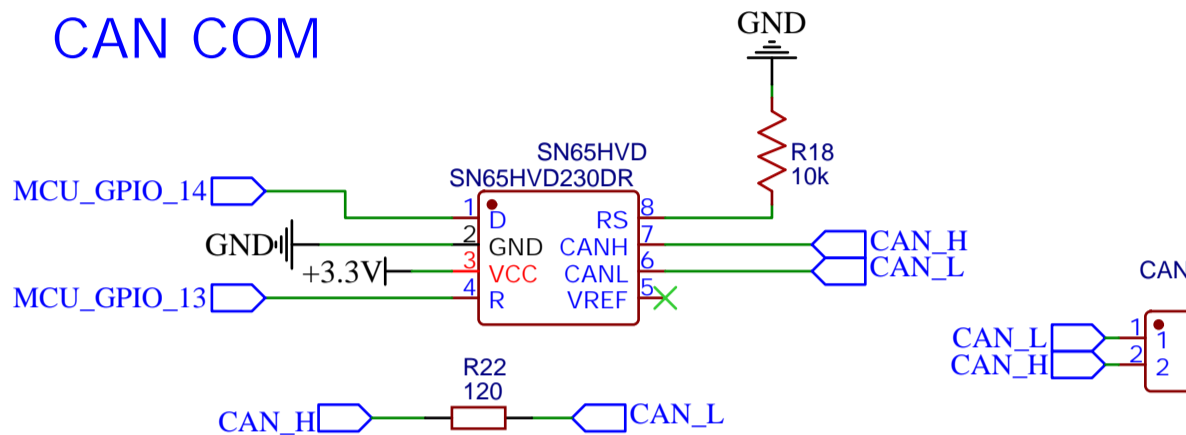 CAN COM
GND
R18
10k
SN65HVD
SN65HVD230DR
MCU_GPIO_14
1
D
RS
8
GND
2
GND
CANH
7
CAN_H
+3.3V
3
VCC
CANL
6
CAN_L
MCU_GPIO_13
4
R
VREF
5
CAN
CAN_L
1
1
CAN_H
2
2
R22
120
CAN_H
CAN_L